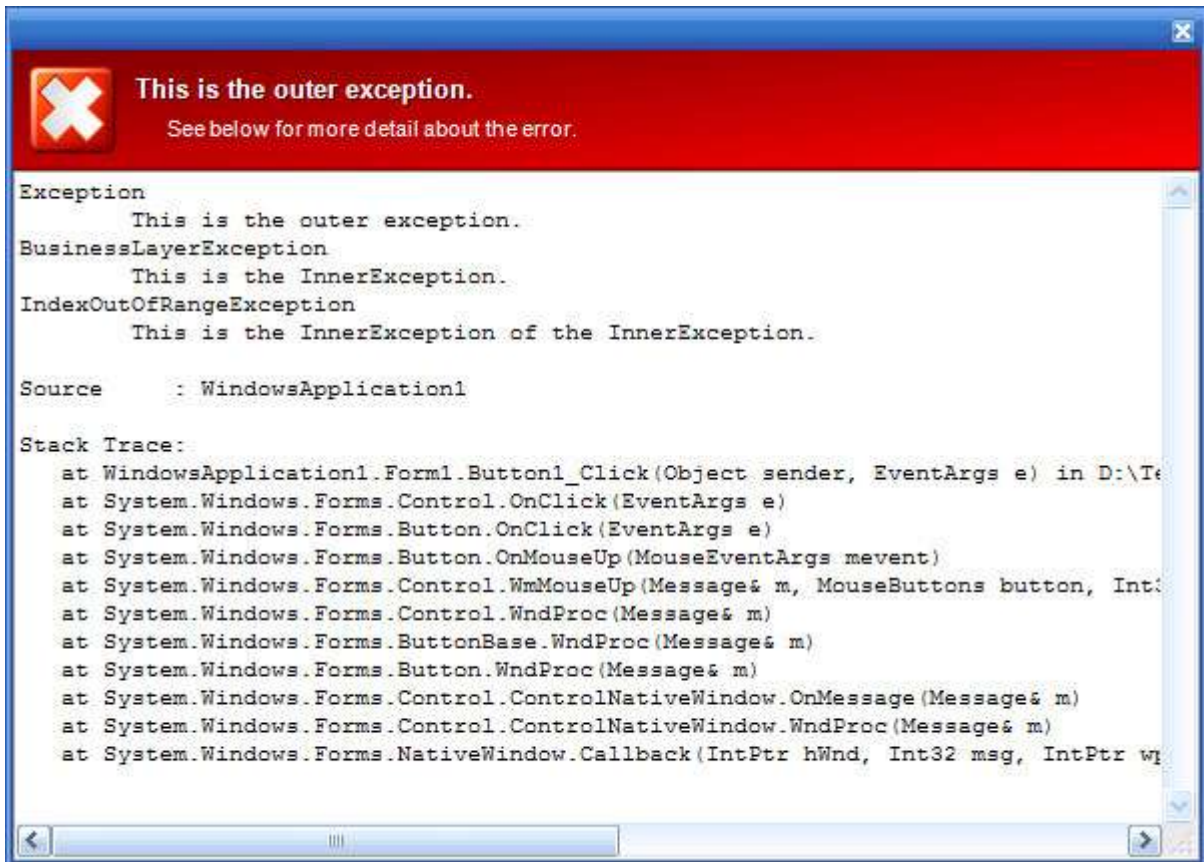 This is the outer exception.
See below for more detail about the error.
Exception
This is the outer exception.
BusinessLayerException
This is the InnerException.
IndexOutOfRangeException
This is the InnerException of the InnerException.
Source : WindowsApplication1
Stack Trace:
at WindowsApplication1.Form1.Button1_Click(Object sender, EventArgs e) in D:\Te
at System.Windows.Forms.Control.OnClick(EventArgs e)
at System.Windows.Forms.Button.OnClick(EventArgs e)
at System.Windows.Forms.Button.OnMouseUp(MouseEventArgs mevent)
at System.Windows.Forms.Control.WmMouseUp(Message& m, MouseButtons button, Int3
at System.Windows.Forms.Control.WndProc(Message& m)
at System.Windows.Forms.ButtonBase.WndProc(Message& m)
at System.Windows.Forms.Button.WndProc(Message& m)
at System.Windows.Forms.Control.ControlNativeWindow.OnMessage(Message& m)
at System.Windows.Forms.Control.ControlNativeWindow.WndProc(Message& m)
at System.Windows.Forms.NativeWindow.Callback(IntPtr hWnd, Int32 msg, IntPtr wp